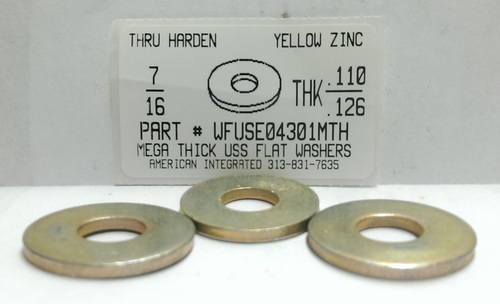 THRU HARDEN YELLOW ZINC
7/16 THK .110/.126
PART # WFUSE04301MTH
MEGA THICK USS FLAT WASHERS
AMERICAN INTEGRATED 313-831-7635